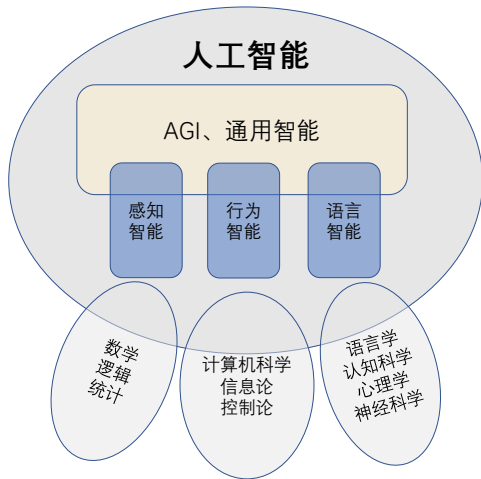 人工智能
AGI、通用智能
感知
智能
行为
智能
语言
智能
数学
逻辑
统计
计算机科学
信息论
控制论
语言学
认知科学
心理学
神经科学